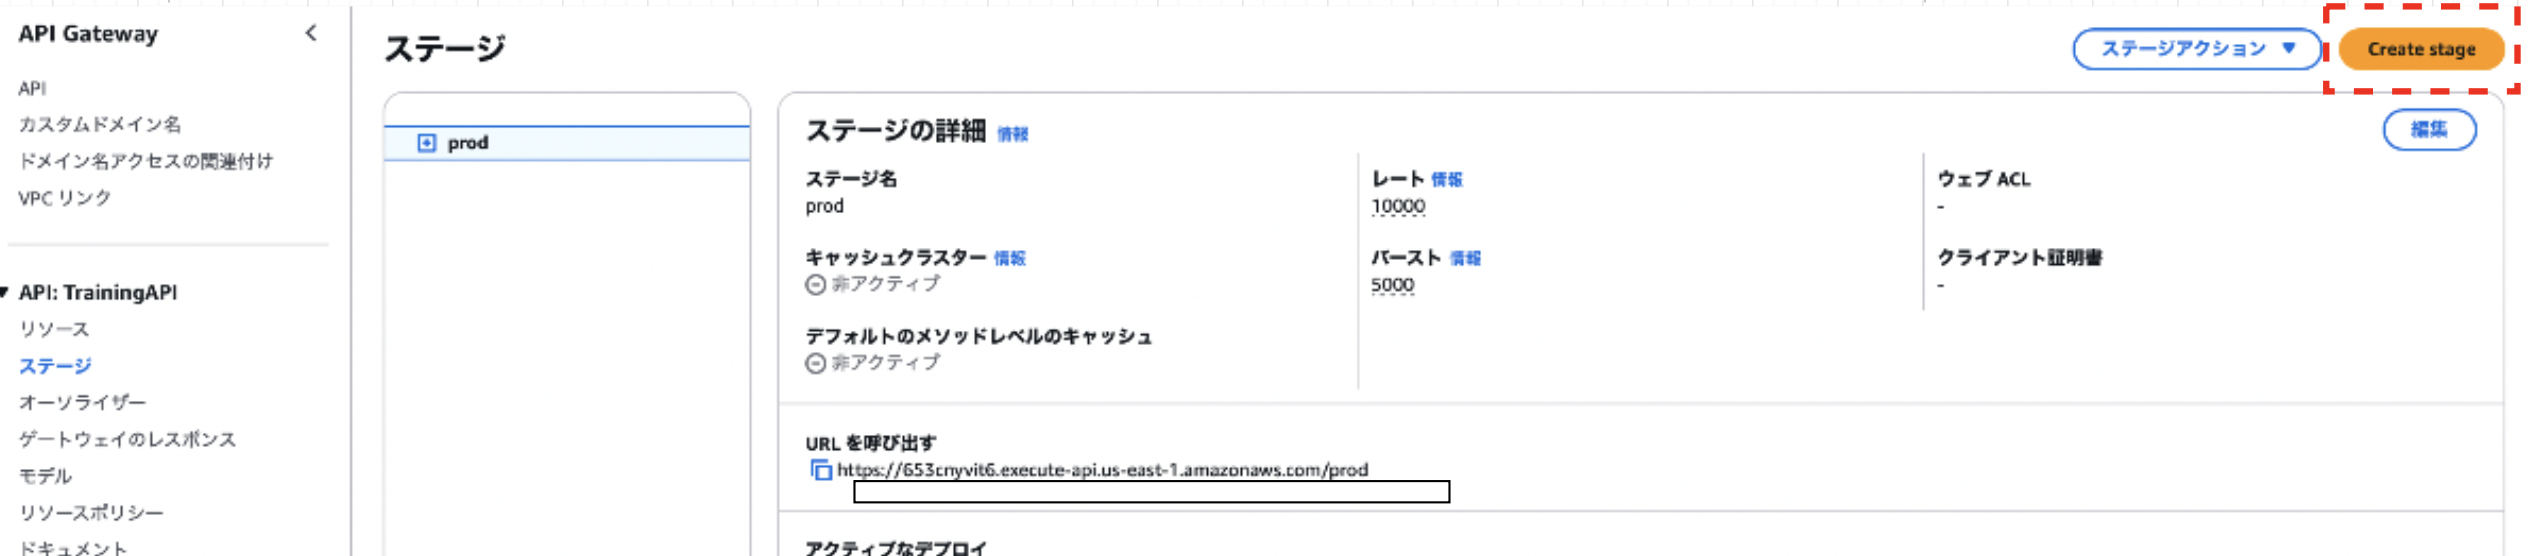 API Gateway
API
カスタムドメイン名
ドメイン名アクセスの関連付け
VPC リンク
API: TrainingAPI
リソース
ステージ
オーソライザー
ゲートウェイのレスポンス
モデル
リソースポリシー
ドキュメント
ステージ
ステージアクション
Create stage
prod
ステージの詳細 情報
編集
ステージ名
prod
キャッシュクラスター 情報
非アクティブ
デフォルトのメソッドレベルのキャッシュ
非アクティブ
レート 情報
10000
バースト 情報
5000
ウェブ ACL
-
クライアント証明書
-
URL を呼び出す
https://653cnyvit6.execute-api.us-east-1.amazonaws.com/prod
アクティブなデプロイ